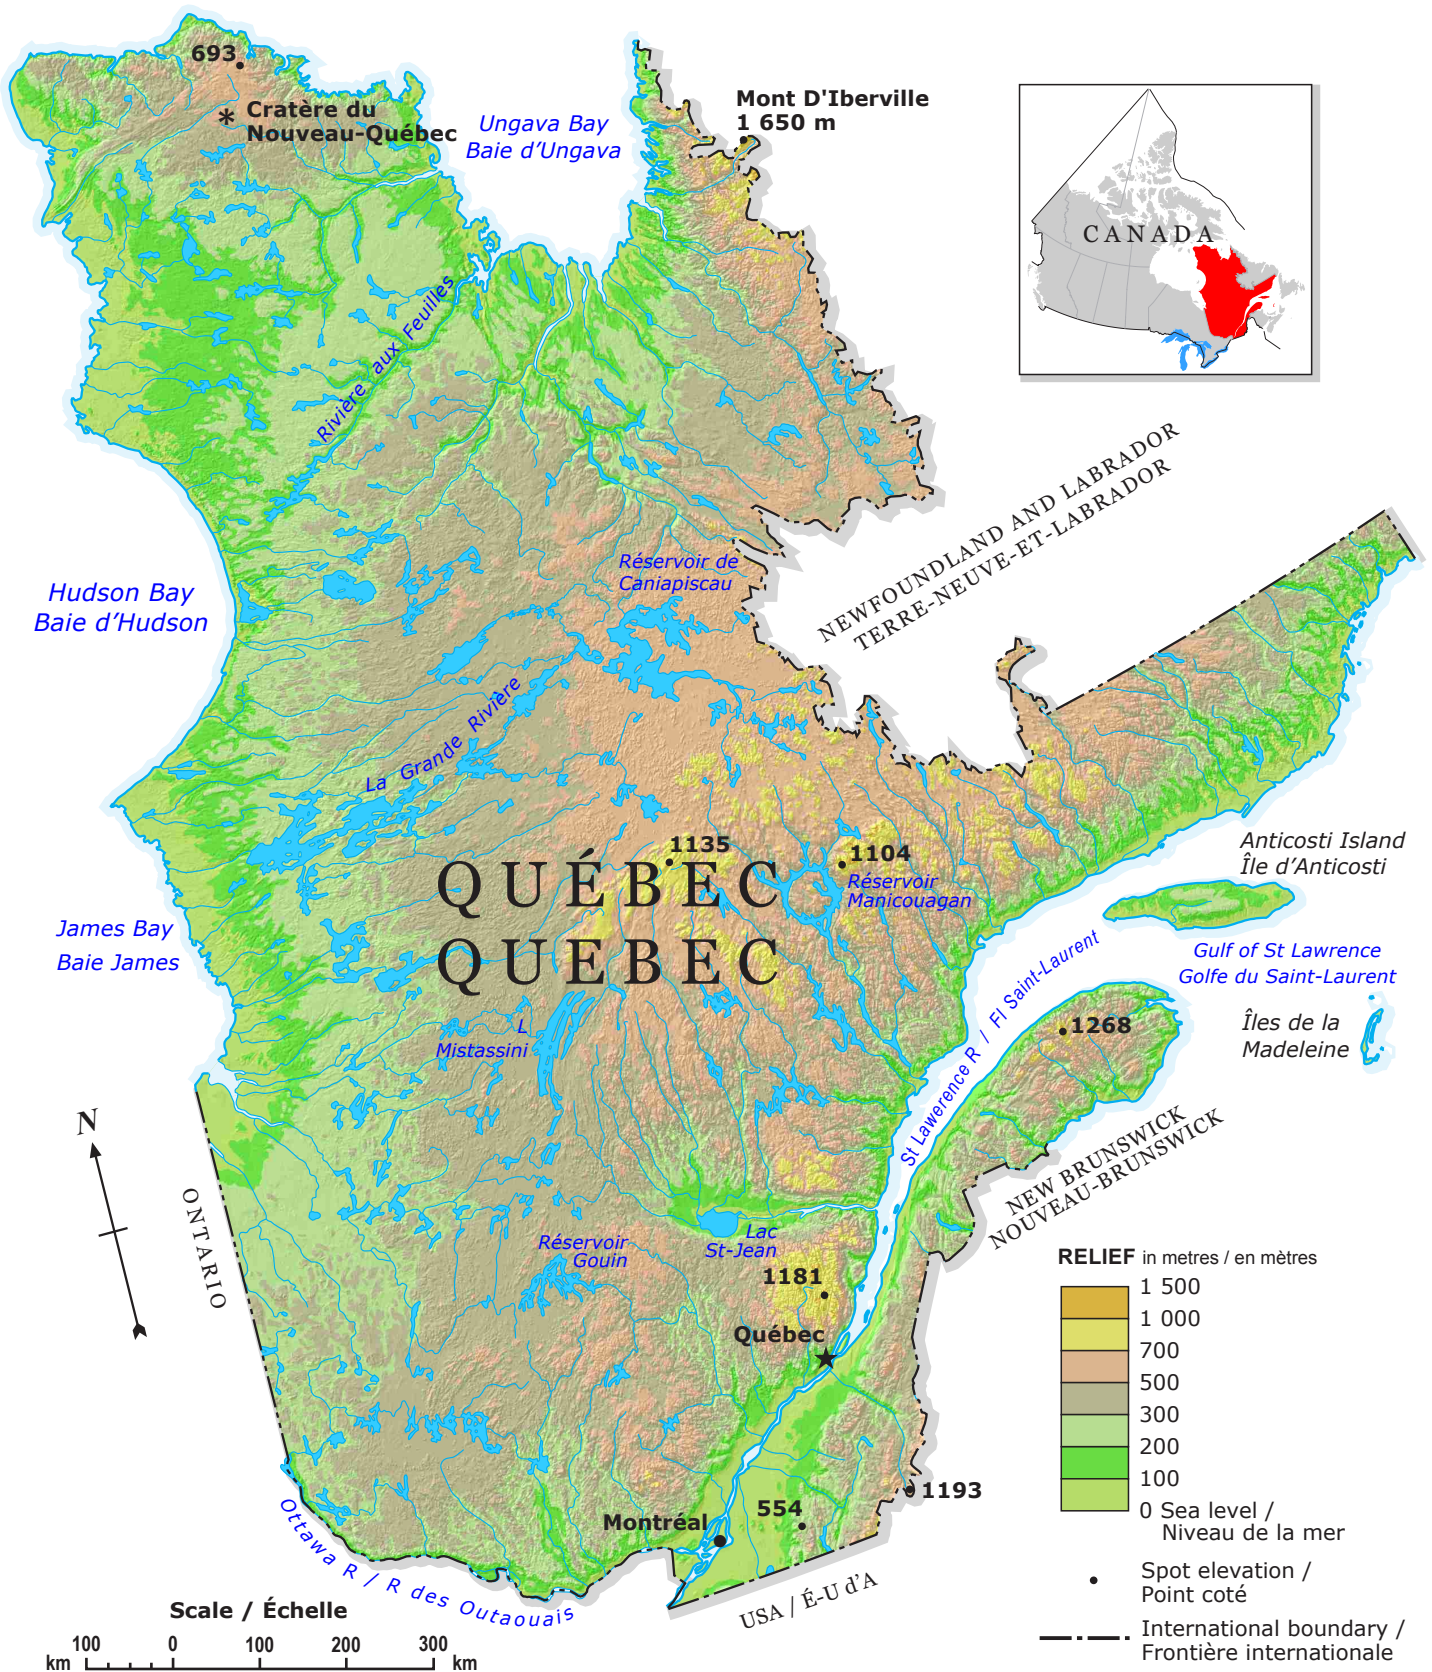 693
Cratère du
Nouveau-Québec
Ungava Bay
Baie d'Ungava
Mont D'Iberville
1 650 m
CANADA
Rivière aux Feuilles
NEWFOUNDLAND AND LABRADOR
TERRE-NEUVE-ET-LABRADOR
Réservoir de
Caniapiscau
Hudson Bay
Baie d'Hudson
La Grande Rivière
1135
1104
Réservoir
Manicouagan
QUÉBEC
QUEBEC
Anticosti Island
Île d'Anticosti
James Bay
Baie James
Gulf of St Lawrence
Golfe du Saint-Laurent
St Lawerence R / Fl Saint-Laurent
L
Mistassini
1268
Îles de la
Madeleine
N
NEW BRUNSWICK
NOUVEAU-BRUNSWICK
ONTARIO
Lac
St-Jean
Réservoir
Gouin
1181
Québec
RELIEF in metres / en mètres
1 500
1 000
700
500
300
200
100
0 Sea level /
Niveau de la mer
1193
554
Montréal
Ottawa R / R des Outaouais
USA / É-U d'A
Spot elevation /
Point coté
International boundary /
Frontière internationale
Scale / Échelle
100 0 100 200 300
km km